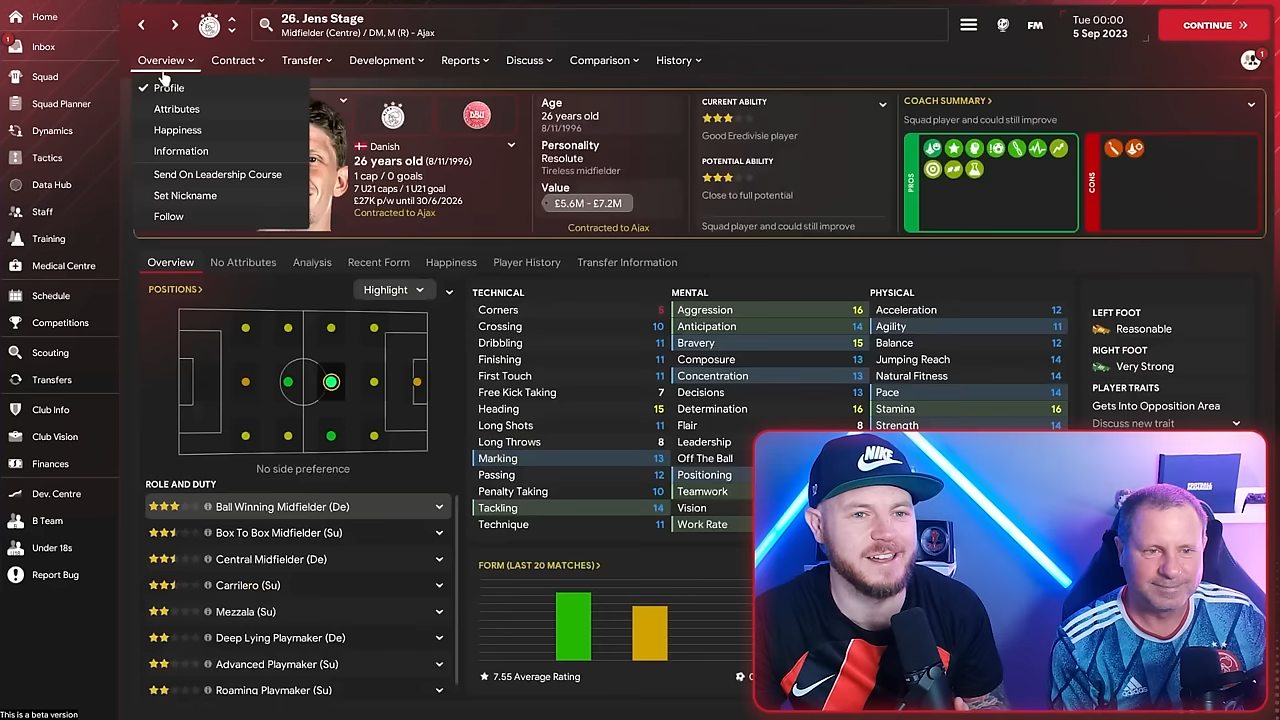 Home
1
Inbox
Squad
Squad Planner
Dynamics
Tactics
Data Hub
Staff
Training
Medical Centre
Schedule
Competitions
Scouting
Transfers
Club Info
Club Vision
Finances
Dev. Centre
B Team
Under 18s
Report Bug
This is a beta version
26. Jens Stage
Midfielder (Centre) / DM, M (R) - Ajax
FM
Tue 00:00
5 Sep 2023
CONTINUE
Overview
Contract
Transfer
Development
Reports
Discuss
Comparison
History
1
Profile
Attributes
Happiness
Information
Send On Leadership Course
Set Nickname
Follow
DBU
Danish
26 years old (8/11/1996)
1 cap / 0 goals
7 U21 caps / 1 U21 goal
£27K p/w until 30/6/2026
Contracted to Ajax
Age
26 years old
8/11/1996
Personality
Resolute
Tireless midfielder
Value
£5.6M - £7.2M
Contracted to Ajax
CURRENT ABILITY
Good Eredivisie player
POTENTIAL ABILITY
Close to full potential
Squad player and could still improve
COACH SUMMARY >
Squad player and could still improve
PROS
CONS
Overview
No Attributes
Analysis
Recent Form
Happiness
Player History
Transfer Information
POSITIONS >
Highlight
No side preference
ROLE AND DUTY
Ball Winning Midfielder (De)
Box To Box Midfielder (Su)
Central Midfielder (De)
Carrilero (Su)
Mezzala (Su)
Deep Lying Playmaker (De)
Advanced Playmaker (Su)
Roaming Playmaker (Su)
TECHNICAL
Corners 5
Crossing 10
Dribbling 11
Finishing 11
First Touch 11
Free Kick Taking 7
Heading 15
Long Shots 11
Long Throws 8
Marking 13
Passing 12
Penalty Taking 10
Tackling 14
Technique 11
MENTAL
Aggression 16
Anticipation 14
Bravery 15
Composure 13
Concentration 13
Decisions 13
Determination 16
Flair 8
Leadership
Off The Ball
Positioning
Teamwork
Vision
Work Rate
PHYSICAL
Acceleration 12
Agility 11
Balance 12
Jumping Reach 14
Natural Fitness 14
Pace 14
Stamina 16
Strength 14
LEFT FOOT
Reasonable
RIGHT FOOT
Very Strong
PLAYER TRAITS
Gets Into Opposition Area
Discuss new trait
FORM (LAST 20 MATCHES) >
7.55 Average Rating
NIKE